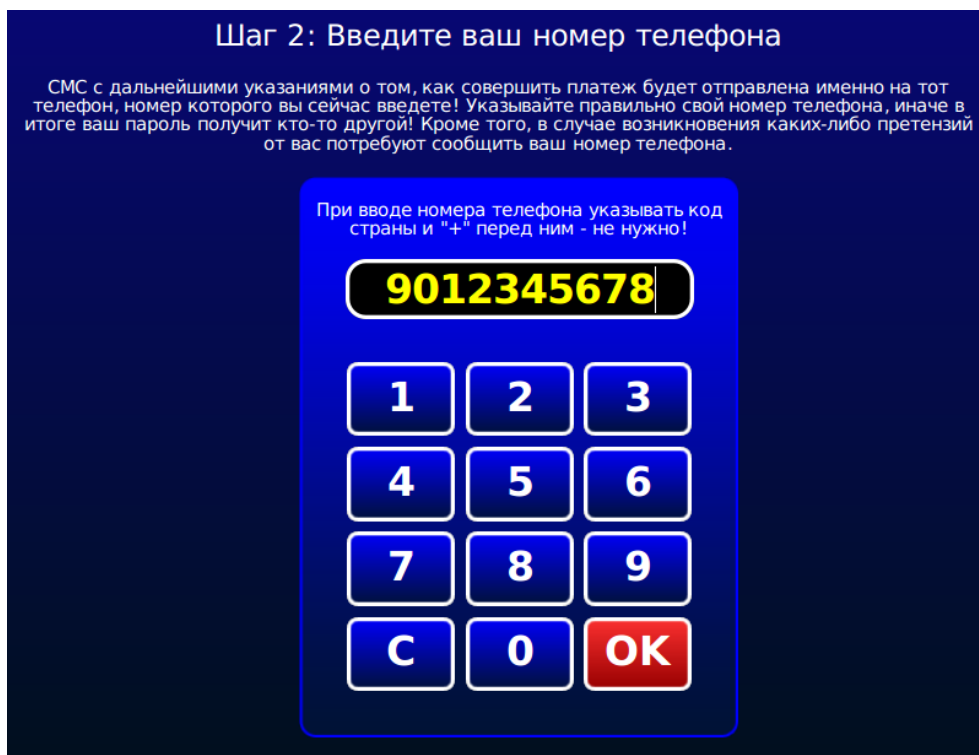 Шаг 2: Введите ваш номер телефона
СМС с дальнейшими указаниями о том, как совершить платеж будет отправлена именно на тот
телефон, номер которого вы сейчас введете! Указывайте правильно свой номер телефона, иначе в
итоге ваш пароль получит кто-то другой! Кроме того, в случае возникновения каких-либо претензий
от вас потребуют сообщить ваш номер телефона.
При вводе номера телефона указывать код
страны и "+" перед ним - не нужно!
9012345678
1 2 3
4 5 6
7 8 9
C 0 OK